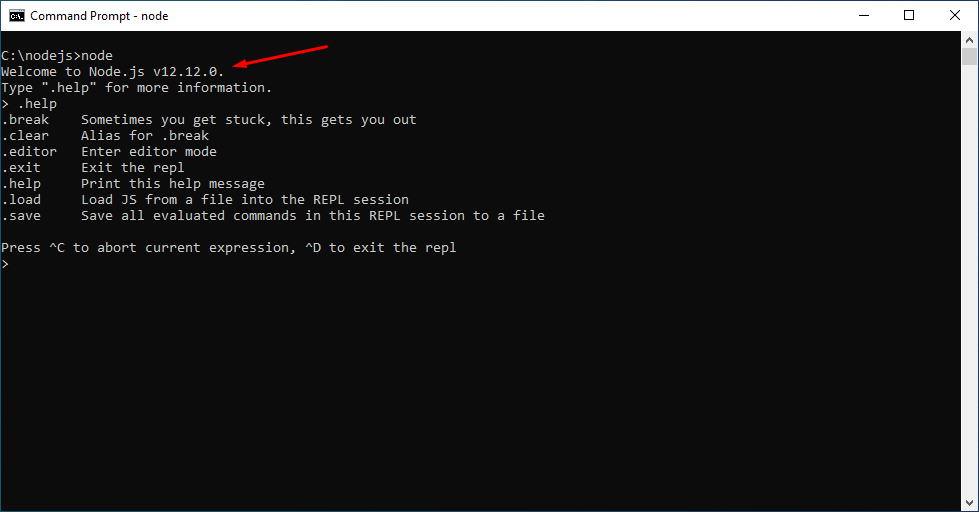 Command Prompt - node
C:\nodejs>node
Welcome to Node.js v12.12.0.
Type ".help" for more information.
> .help
.break    Sometimes you get stuck, this gets you out
.clear    Alias for .break
.editor   Enter editor mode
.exit     Exit the repl
.help     Print this help message
.load     Load JS from a file into the REPL session
.save     Save all evaluated commands in this REPL session to a file
Press ^C to abort current expression, ^D to exit the repl
>